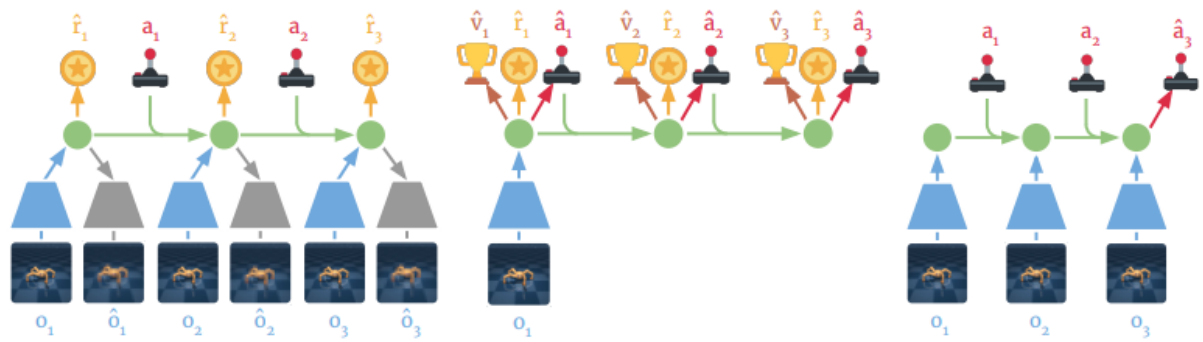 r̂₁ a₁ r̂₂ a₂ r̂₃
o₁ ô₁ o₂ ô₂ o₃ ô₃
v̂₁ r̂₁ â₁ v̂₂ r̂₂ â₂ v̂₃ r̂₃ â₃
o₁
a₁ a₂ â₃
o₁ o₂ o₃